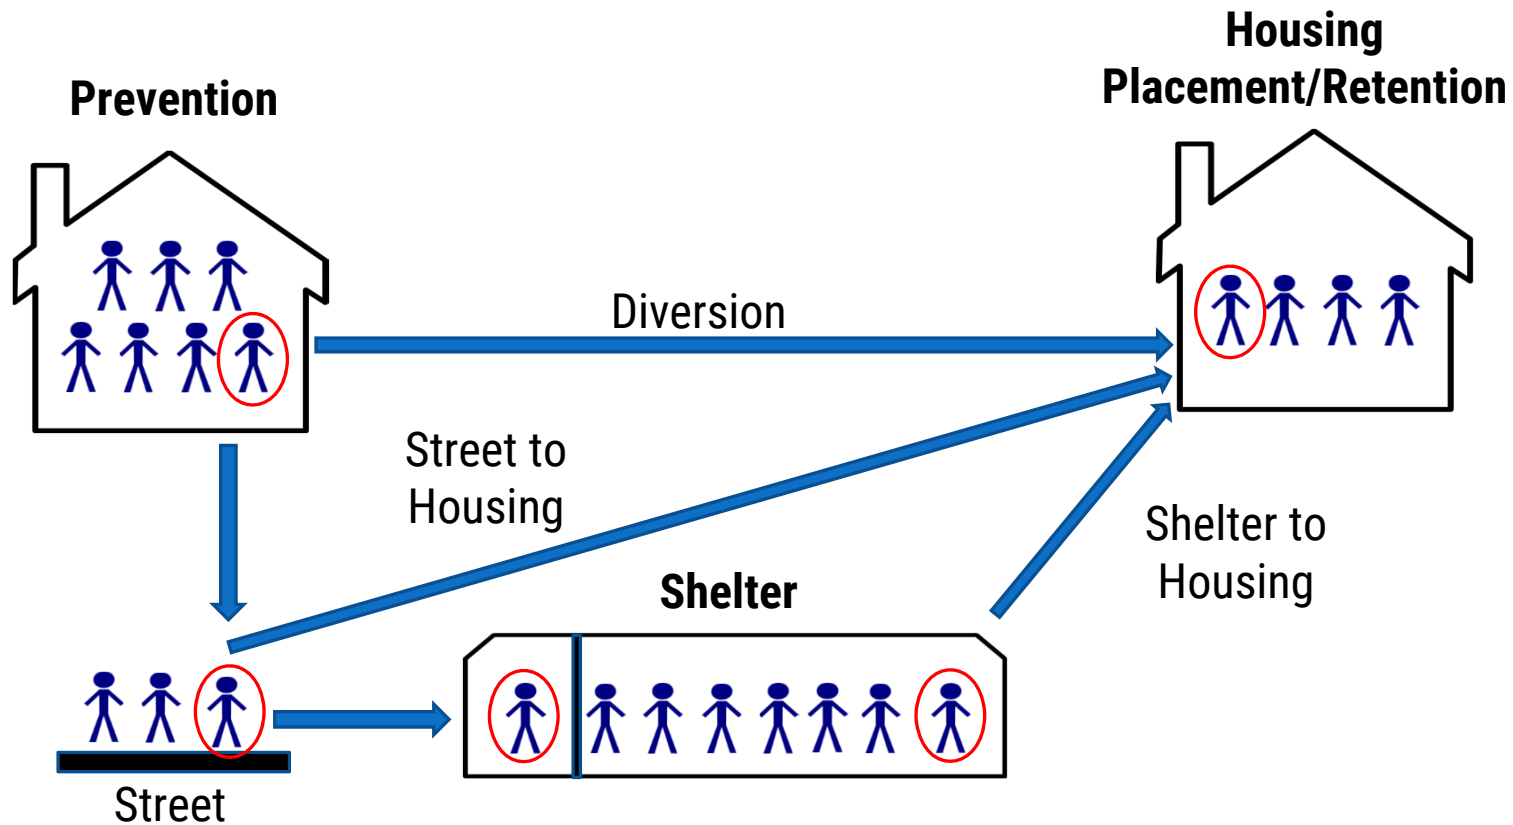 Housing
Placement/Retention
Prevention
Diversion
Street to
Housing
Shelter to
Housing
Shelter
Street